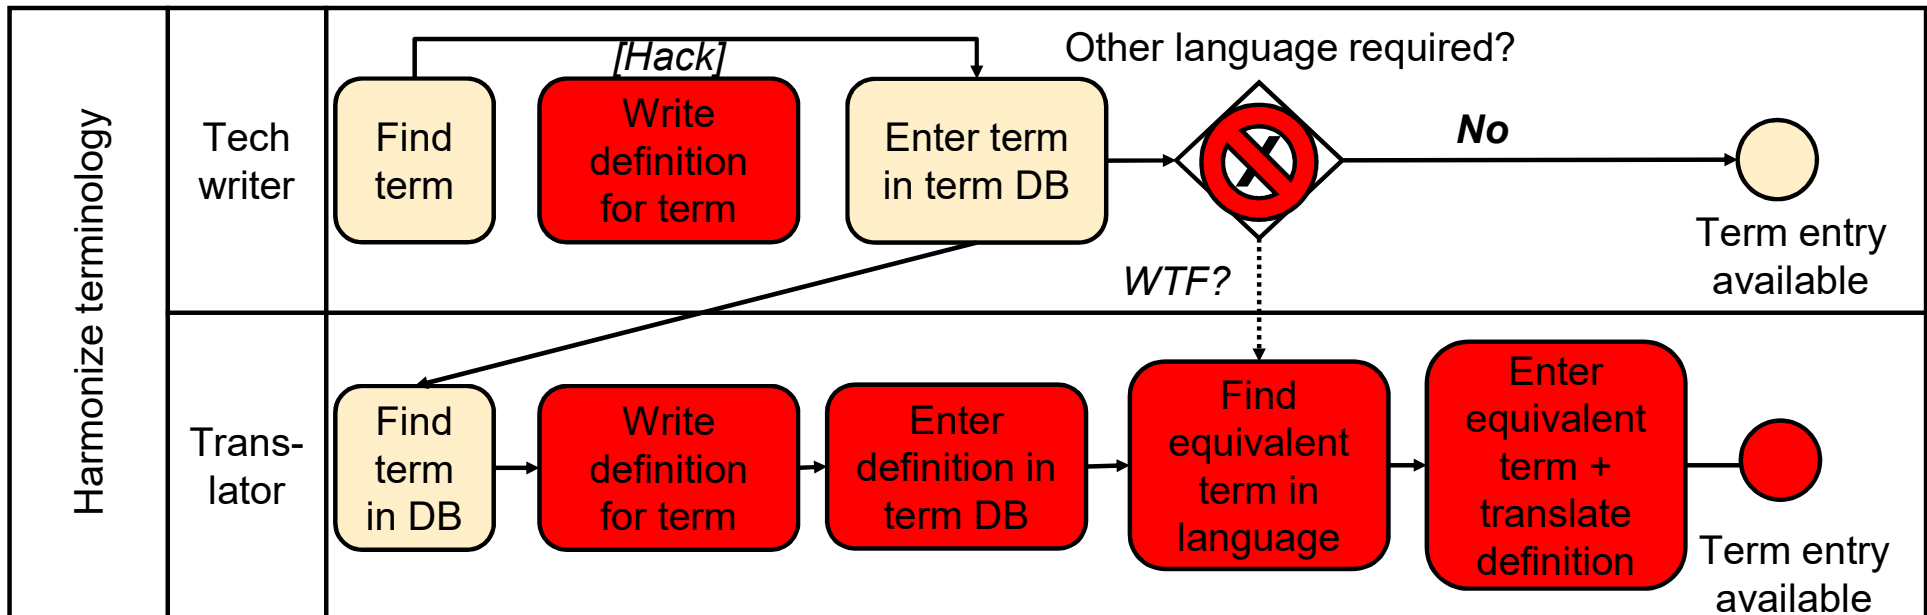 Harmonize terminology
Tech
writer
[Hack]
Find
term
Write
definition
for term
Enter term
in term DB
Other language required?
X
No
Term entry
available
WTF?
Trans-
lator
Find
term
in DB
Write
definition
for term
Enter
definition in
term DB
Find
equivalent
term in
language
Enter
equivalent
term +
translate
definition
Term entry
available